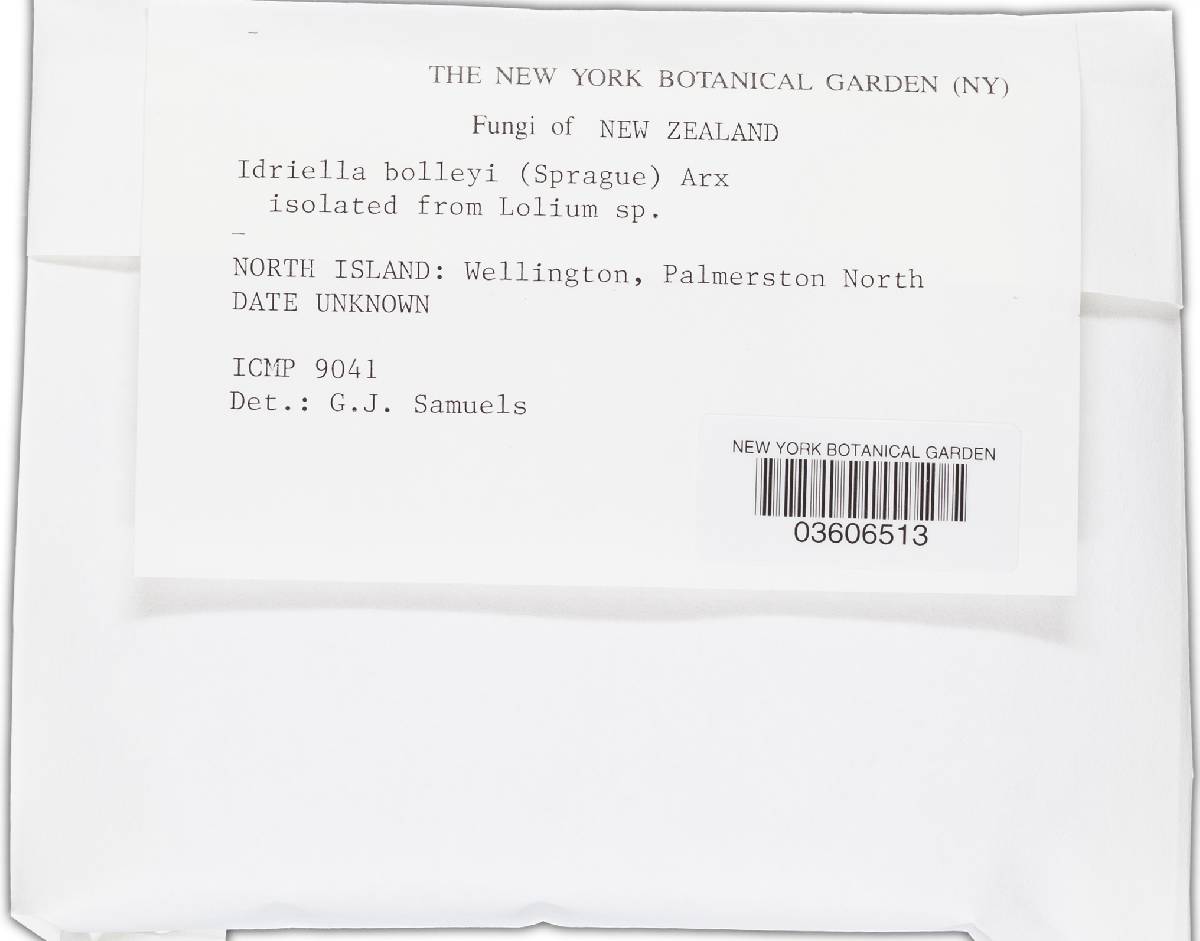 THE NEW YORK BOTANICAL GARDEN (NY)
Fungi of NEW ZEALAND
Idriella bolleyi (Sprague) Arx
isolated from Lolium sp.
NORTH ISLAND: Wellington, Palmerston North
DATE UNKNOWN
ICMP 9041
Det.: G.J. Samuels
NEW YORK BOTANICAL GARDEN
03606513